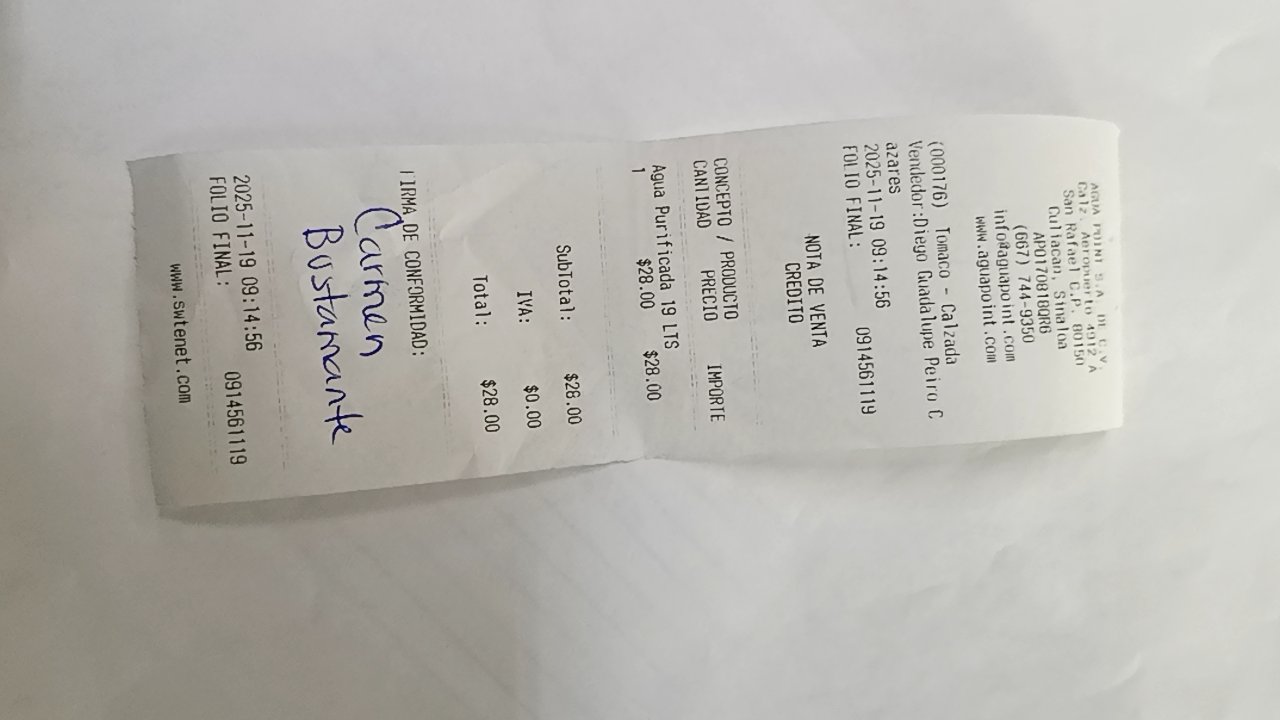 AGUA POINT S.A. DE C.V.
Calz. Aeropuerto 4912 A
San Rafael C.P. 80150
Culiacan, Sinaloa
APO170818QR6
(667) 744-9350
info@aguapoint.com
www.aguapoint.com
(000176) Tomaco - Calzada
Vendedor:Diego Guadalupe Peiro C
azares
2025-11-19 09:14:56
FOLIO FINAL: 0914561119
NOTA DE VENTA
CREDITO
CONCEPTO / PRODUCTO
CANTIDAD PRECIO IMPORTE
Agua Purificada 19 LTS
1 $28.00 $28.00
SubTotal: $28.00
IVA: $0.00
Total: $28.00
FIRMA DE CONFORMIDAD:
Carmen
Bustamante
2025-11-19 09:14:56
FOLIO FINAL: 0914561119
www.swtenet.com